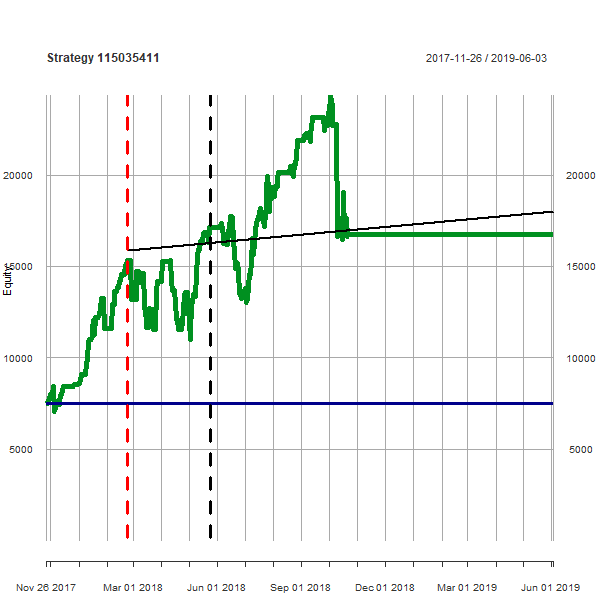 Strategy 115035411
2017-11-26 / 2019-06-03
20000
20000
15000
15000
Equity
10000
10000
5000
5000
Nov 26 2017
Mar 01 2018
Jun 01 2018
Sep 01 2018
Dec 01 2018
Mar 01 2019
Jun 01 2019